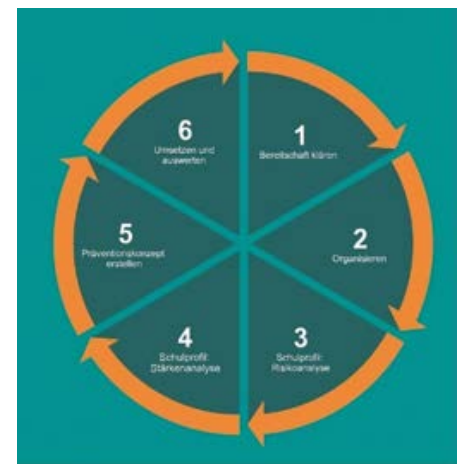 1
Bereitschaft klären
2
Organisieren
3
Schulprofil:
Risikoanalyse
4
Schulprofil:
Stärkenanalyse
5
Präventionskonzept
erstellen
6
Umsetzen und
auswerten